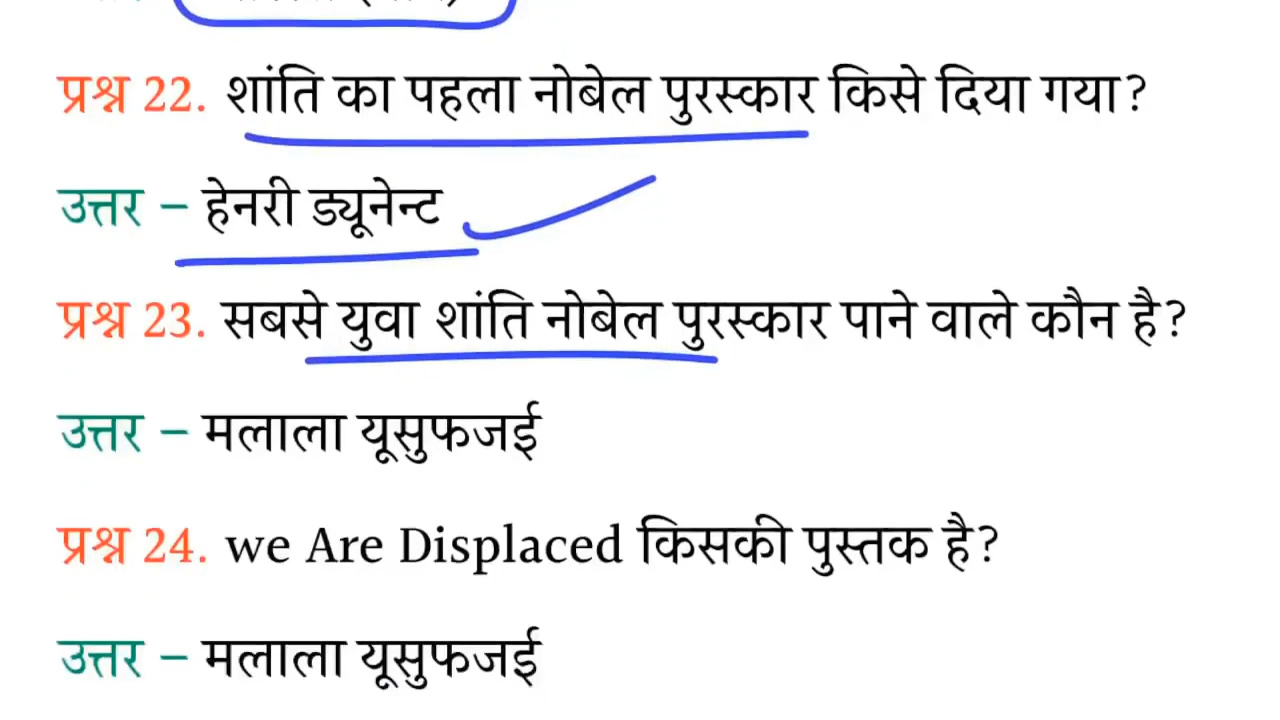 प्रश्न 22. शांति का पहला नोबेल पुरस्कार किसे दिया गया?
उत्तर – हेनरी ड्यूनेन्ट
प्रश्न 23. सबसे युवा शांति नोबेल पुरस्कार पाने वाले कौन है?
उत्तर – मलाला यूसुफजई
प्रश्न 24. we Are Displaced किसकी पुस्तक है?
उत्तर – मलाला यूसुफजई